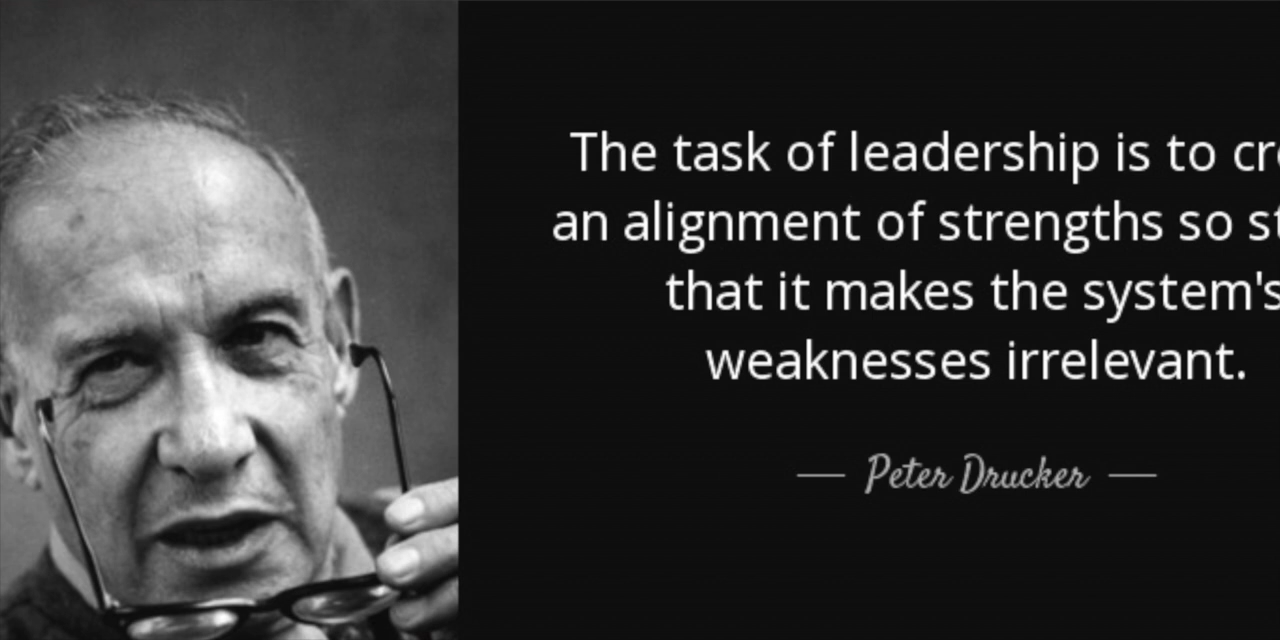 The task of leadership is to
an alignment of strengths so
that it makes the system's
weaknesses irrelevant.
Peter Drucker